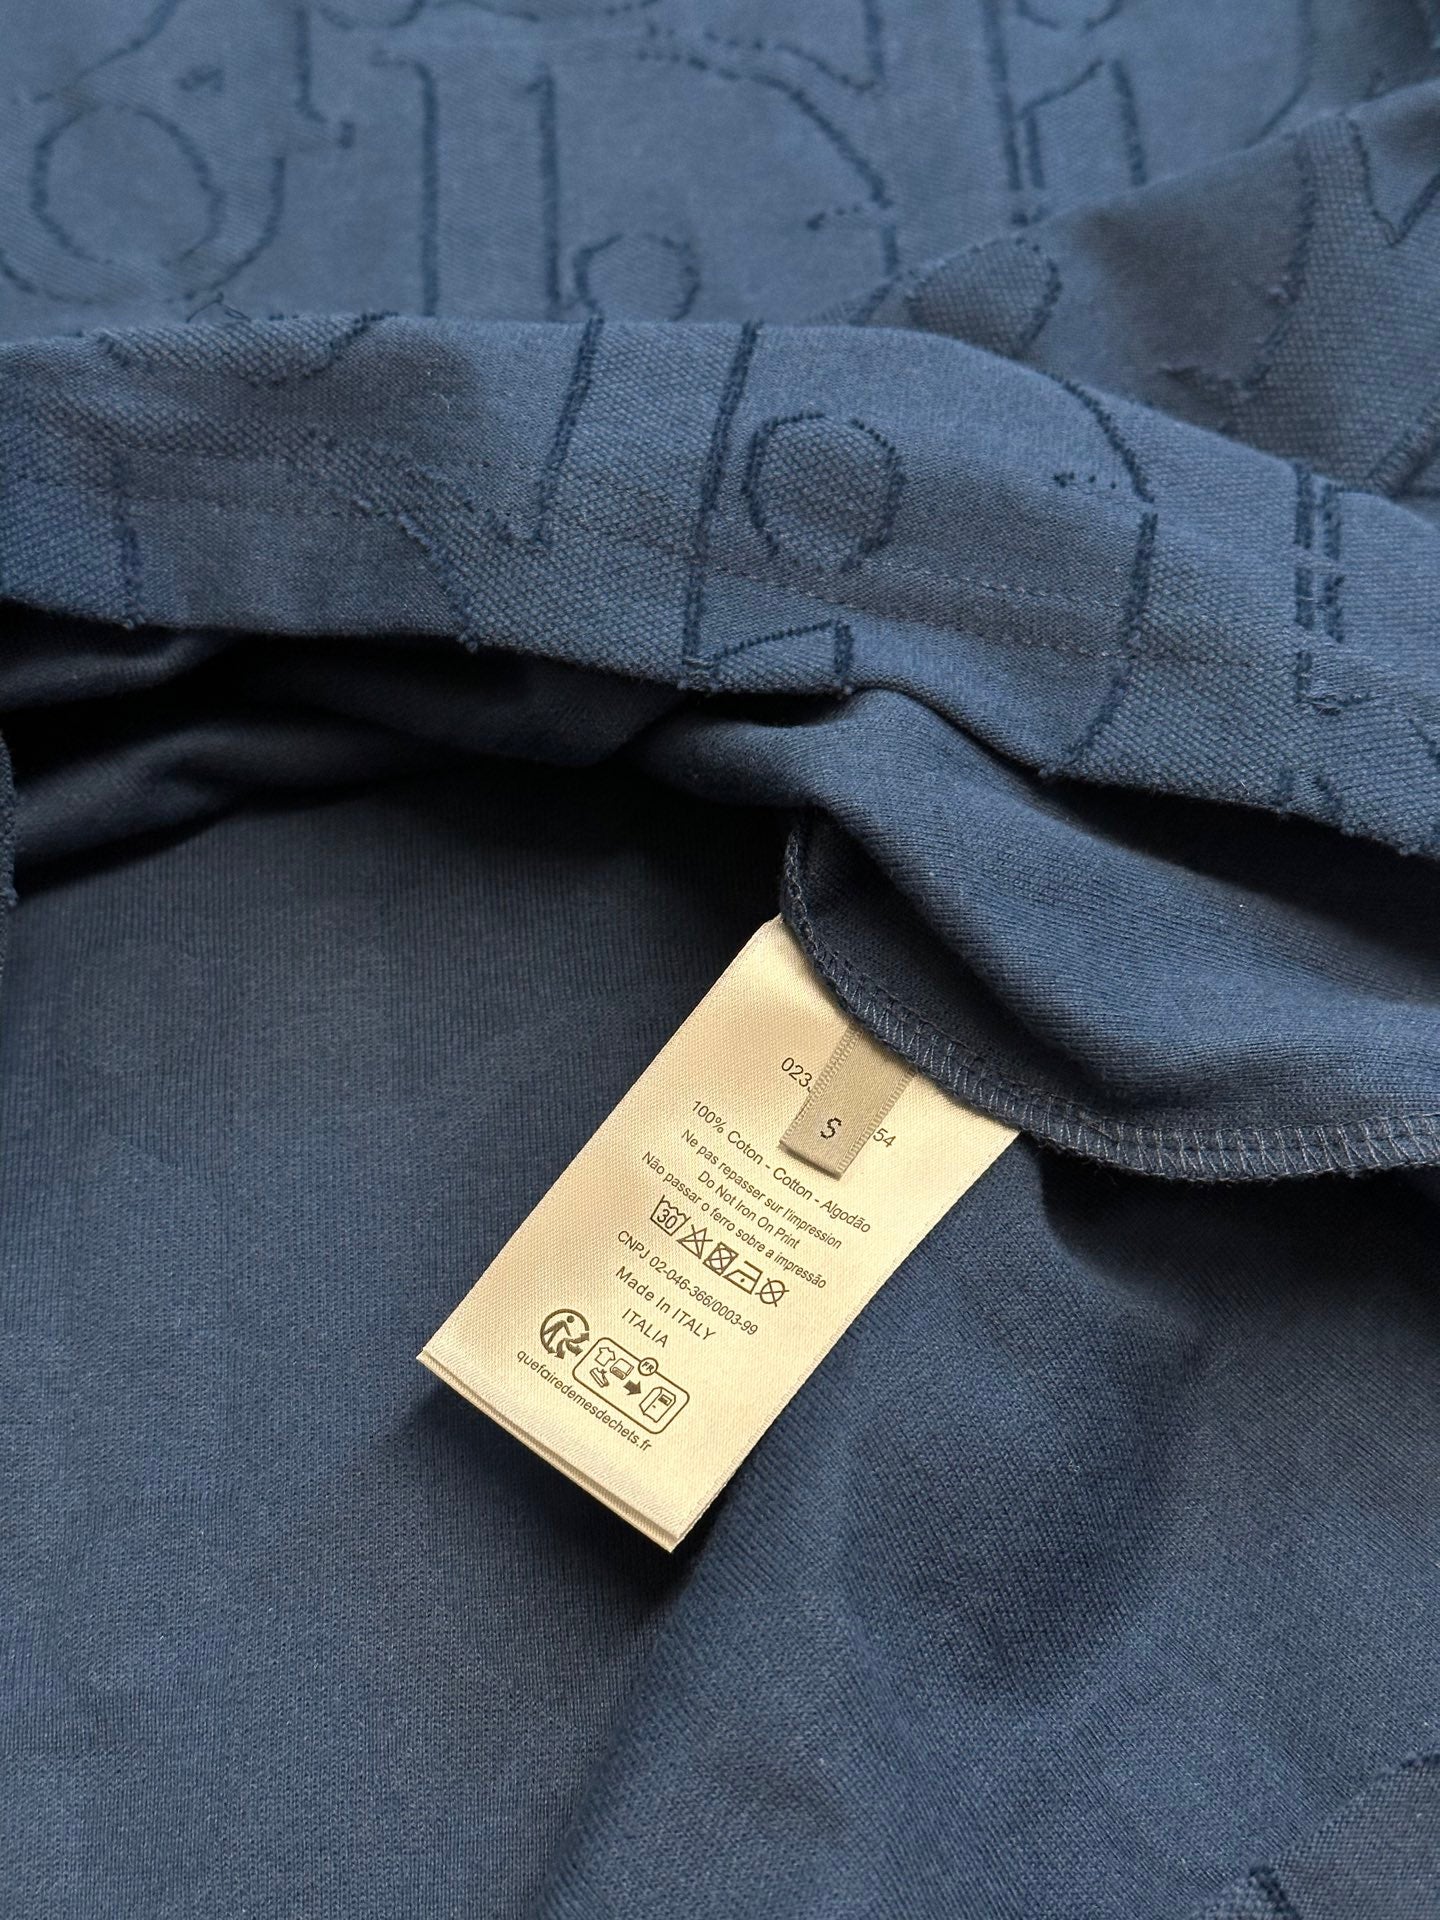 S
54
100% Coton - Cotton - Algodão
Ne pas repasser sur l'impression
Do Not Iron On Print
Não passar o ferro sobre a impressão
30
CNPJ 02-046-366/0003-99
Made In ITALY
ITALIA
FR
quefairedemesdechets.fr